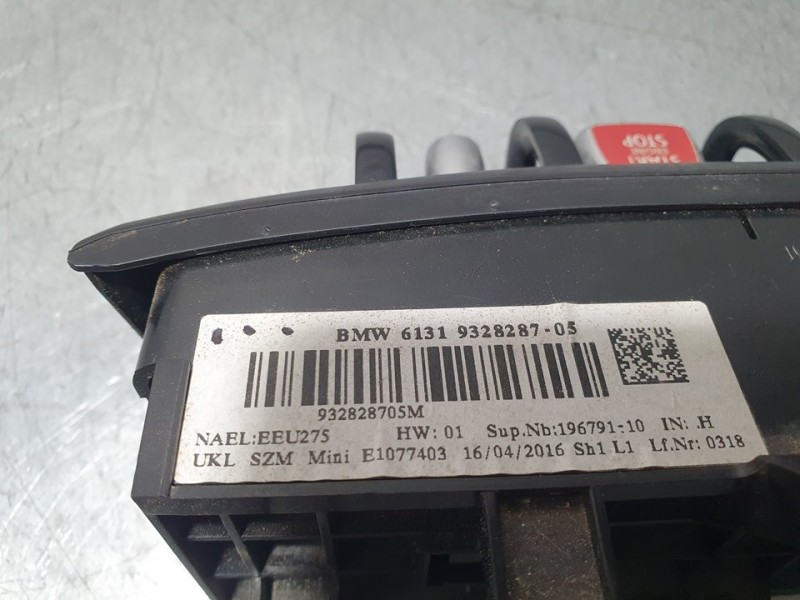 START
ENGINE
STOP
BMW 6131 9328287-05
932828705M
NAEL:EEU275 HW: 01 Sup.Nb:196791-10 IN: .H
UKL SZM Mini E1077403 16/04/2016 Sh1 L1 Lf.Nr: 0318